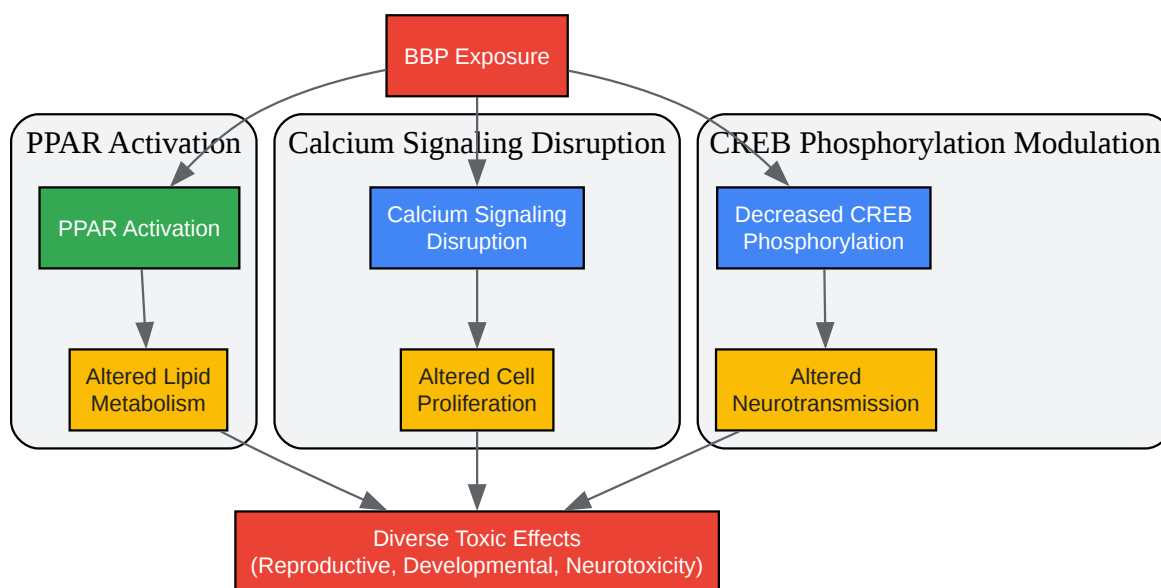 BBP Exposure
PPAR Activation
Calcium Signaling Disruption
CREB Phosphorylation Modulation
PPAR Activation
Calcium Signaling
Disruption
Decreased CREB
Phosphorylation
Altered Lipid
Metabolism
Altered Cell
Proliferation
Altered
Neurotransmission
Diverse Toxic Effects
(Reproductive, Developmental, Neurotoxicity)